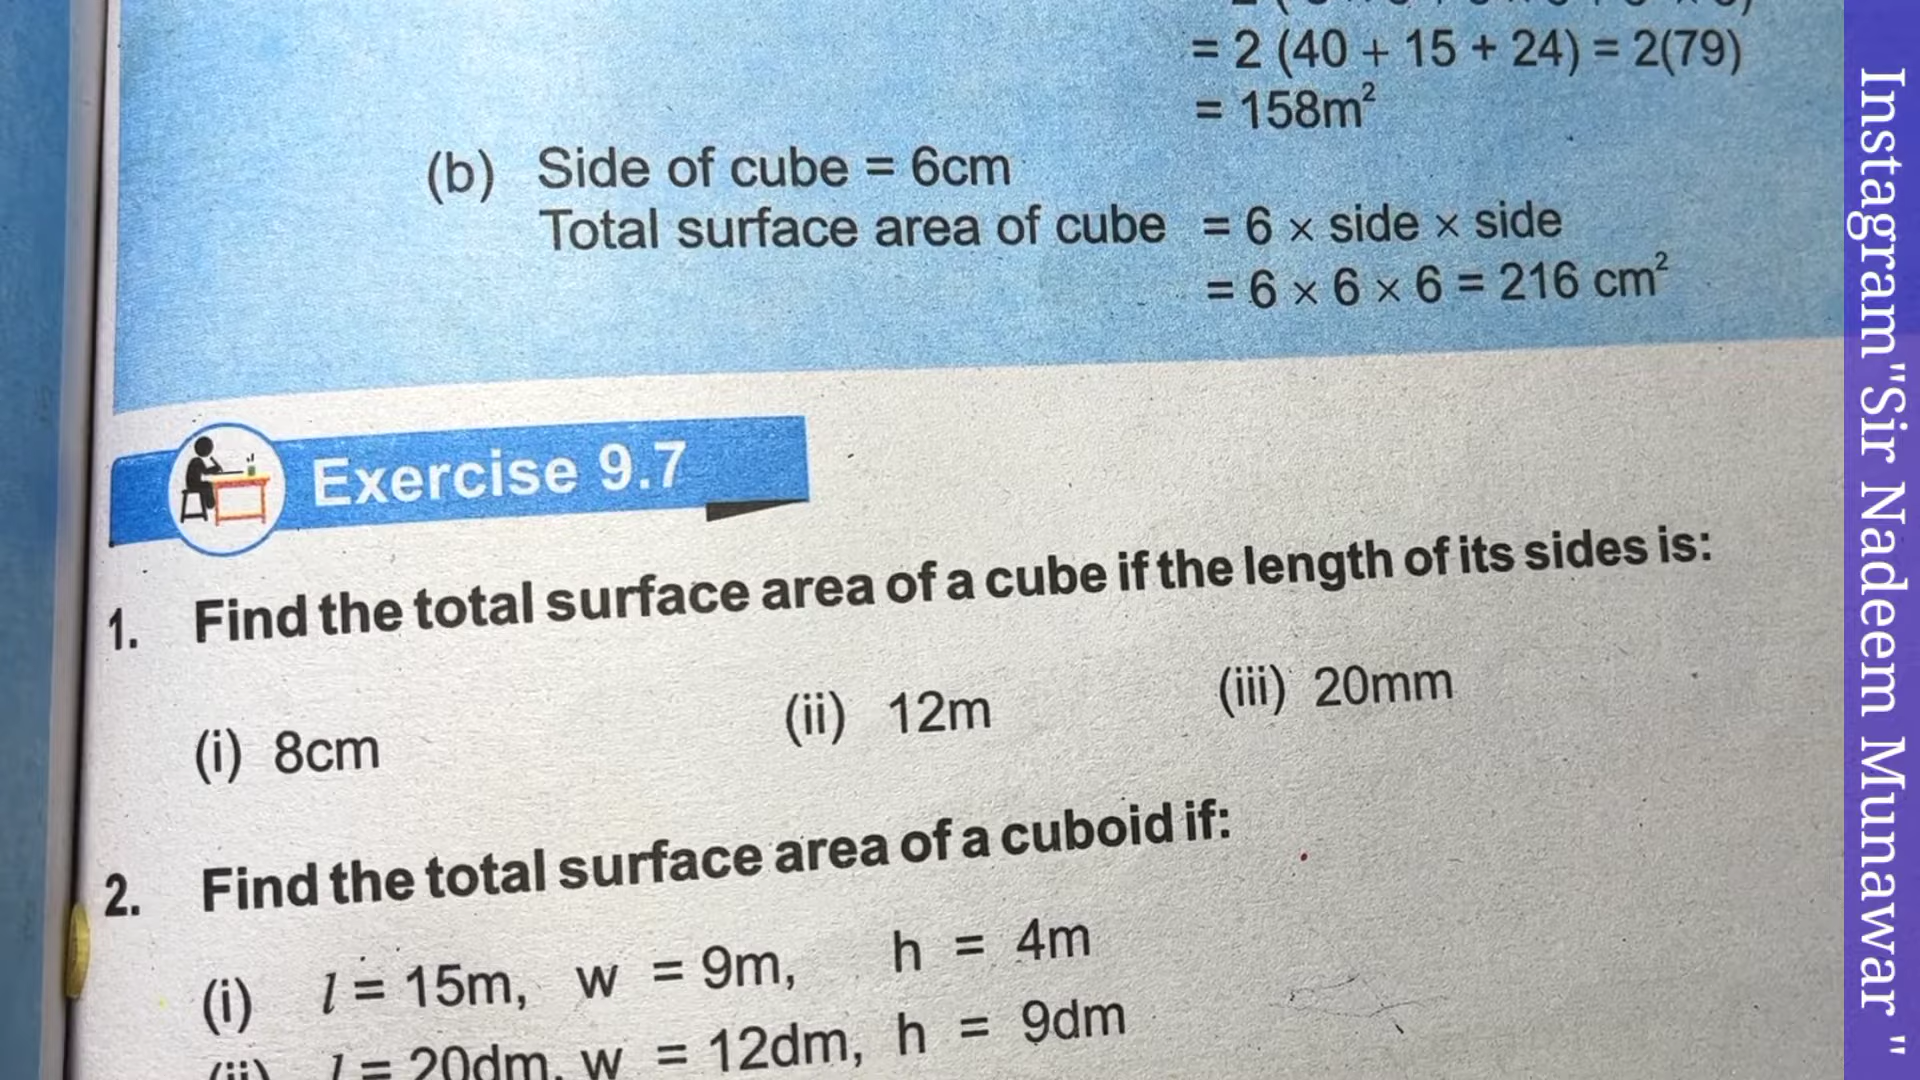 = 2 (40 + 15 + 24) = 2(79)
= 158m²
(b) Side of cube = 6cm
Total surface area of cube = 6 × side × side
= 6 × 6 × 6 = 216 cm²
Exercise 9.7
1. Find the total surface area of a cube if the length of its sides is:
(i) 8cm (ii) 12m (iii) 20mm
2. Find the total surface area of a cuboid if:
(i) l = 15m, w = 9m, h = 4m
(ii) l = 20dm, w = 12dm, h = 9dm
Instagram "Sir Nadeem Munawar "